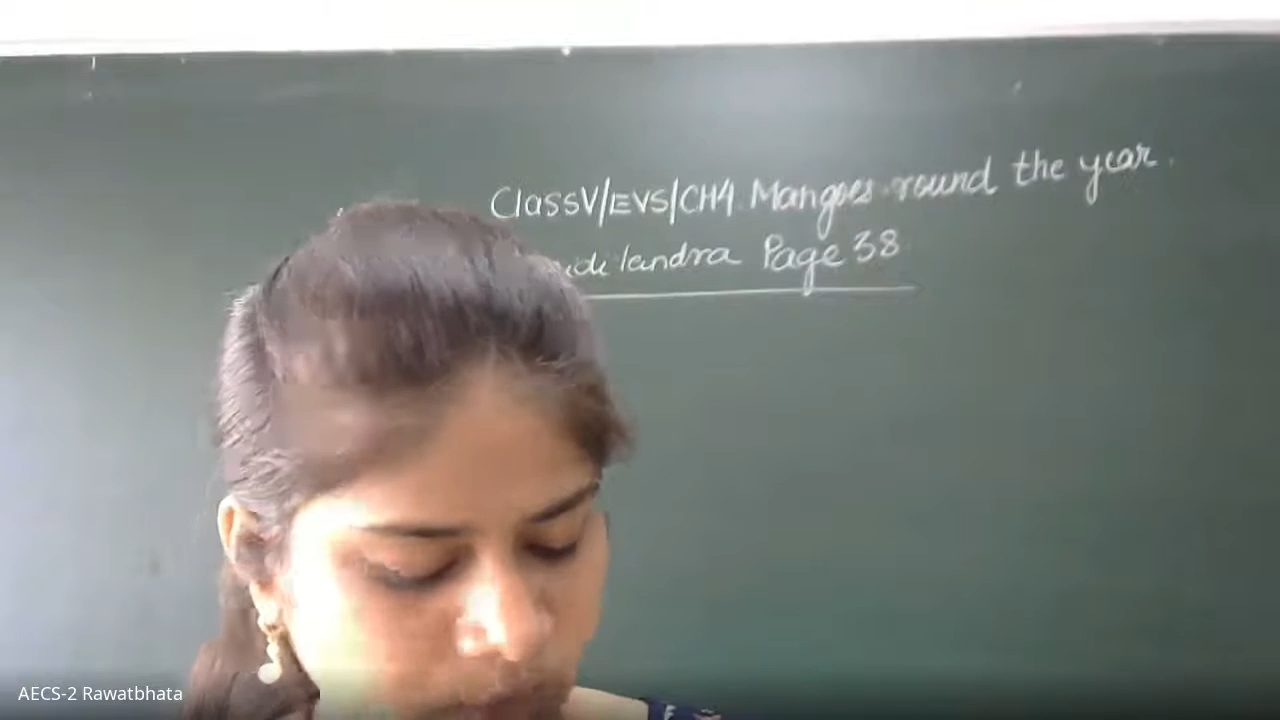 ClassV/EVS/CH4 Mangoes round the year.
landra Page 38
AECS-2 Rawatbhata